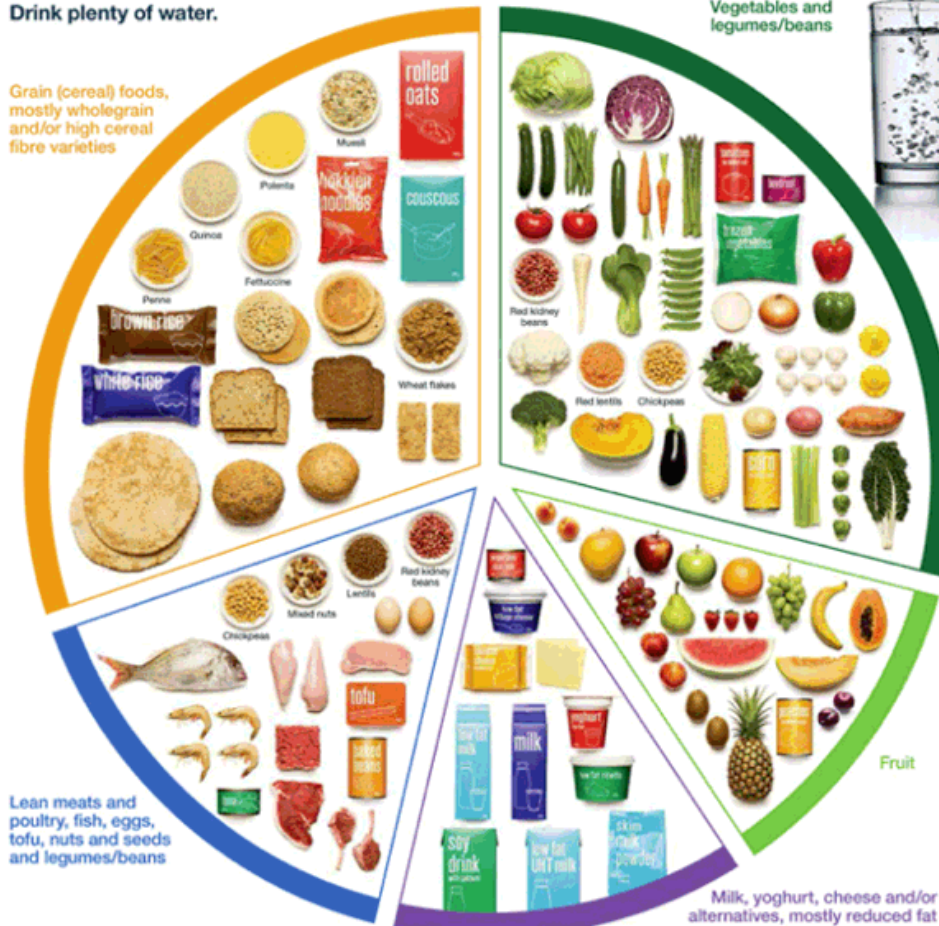 Drink plenty of water.
Grain (cereal) foods,
mostly wholegrain
and/or high cereal
fibre varieties
Vegetables and
legumes/beans
rolled
oats
Muesli
Polenta
hokkien
noodles
couscous
Quinoa
Fettuccine
Penne
brown rice
white rice
Wheat flakes
frozen
vegetables
Red kidney
beans
Red lentils
Chickpeas
corn
Red kidney
beans
Lentils
Mixed nuts
Chickpeas
tofu
baked
beans
Lean meats and
poultry, fish, eggs,
tofu, nuts and seeds
and legumes/beans
low fat
milk
milk
yoghurt
soy
drink
low fat
UHT milk
skim
milk
powder
Fruit
Milk, yoghurt, cheese and/or
alternatives, mostly reduced fat